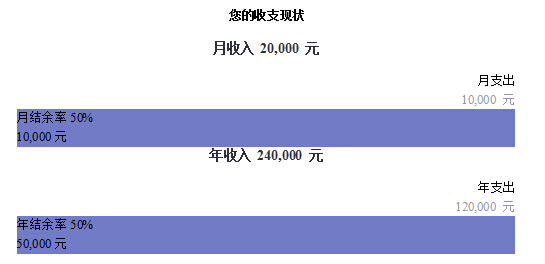 您的收支现状
月收入 20,000 元
月支出
10,000 元
月结余率 50%
10,000 元
年收入 240,000 元
年支出
120,000 元
年结余率 50%
50,000 元